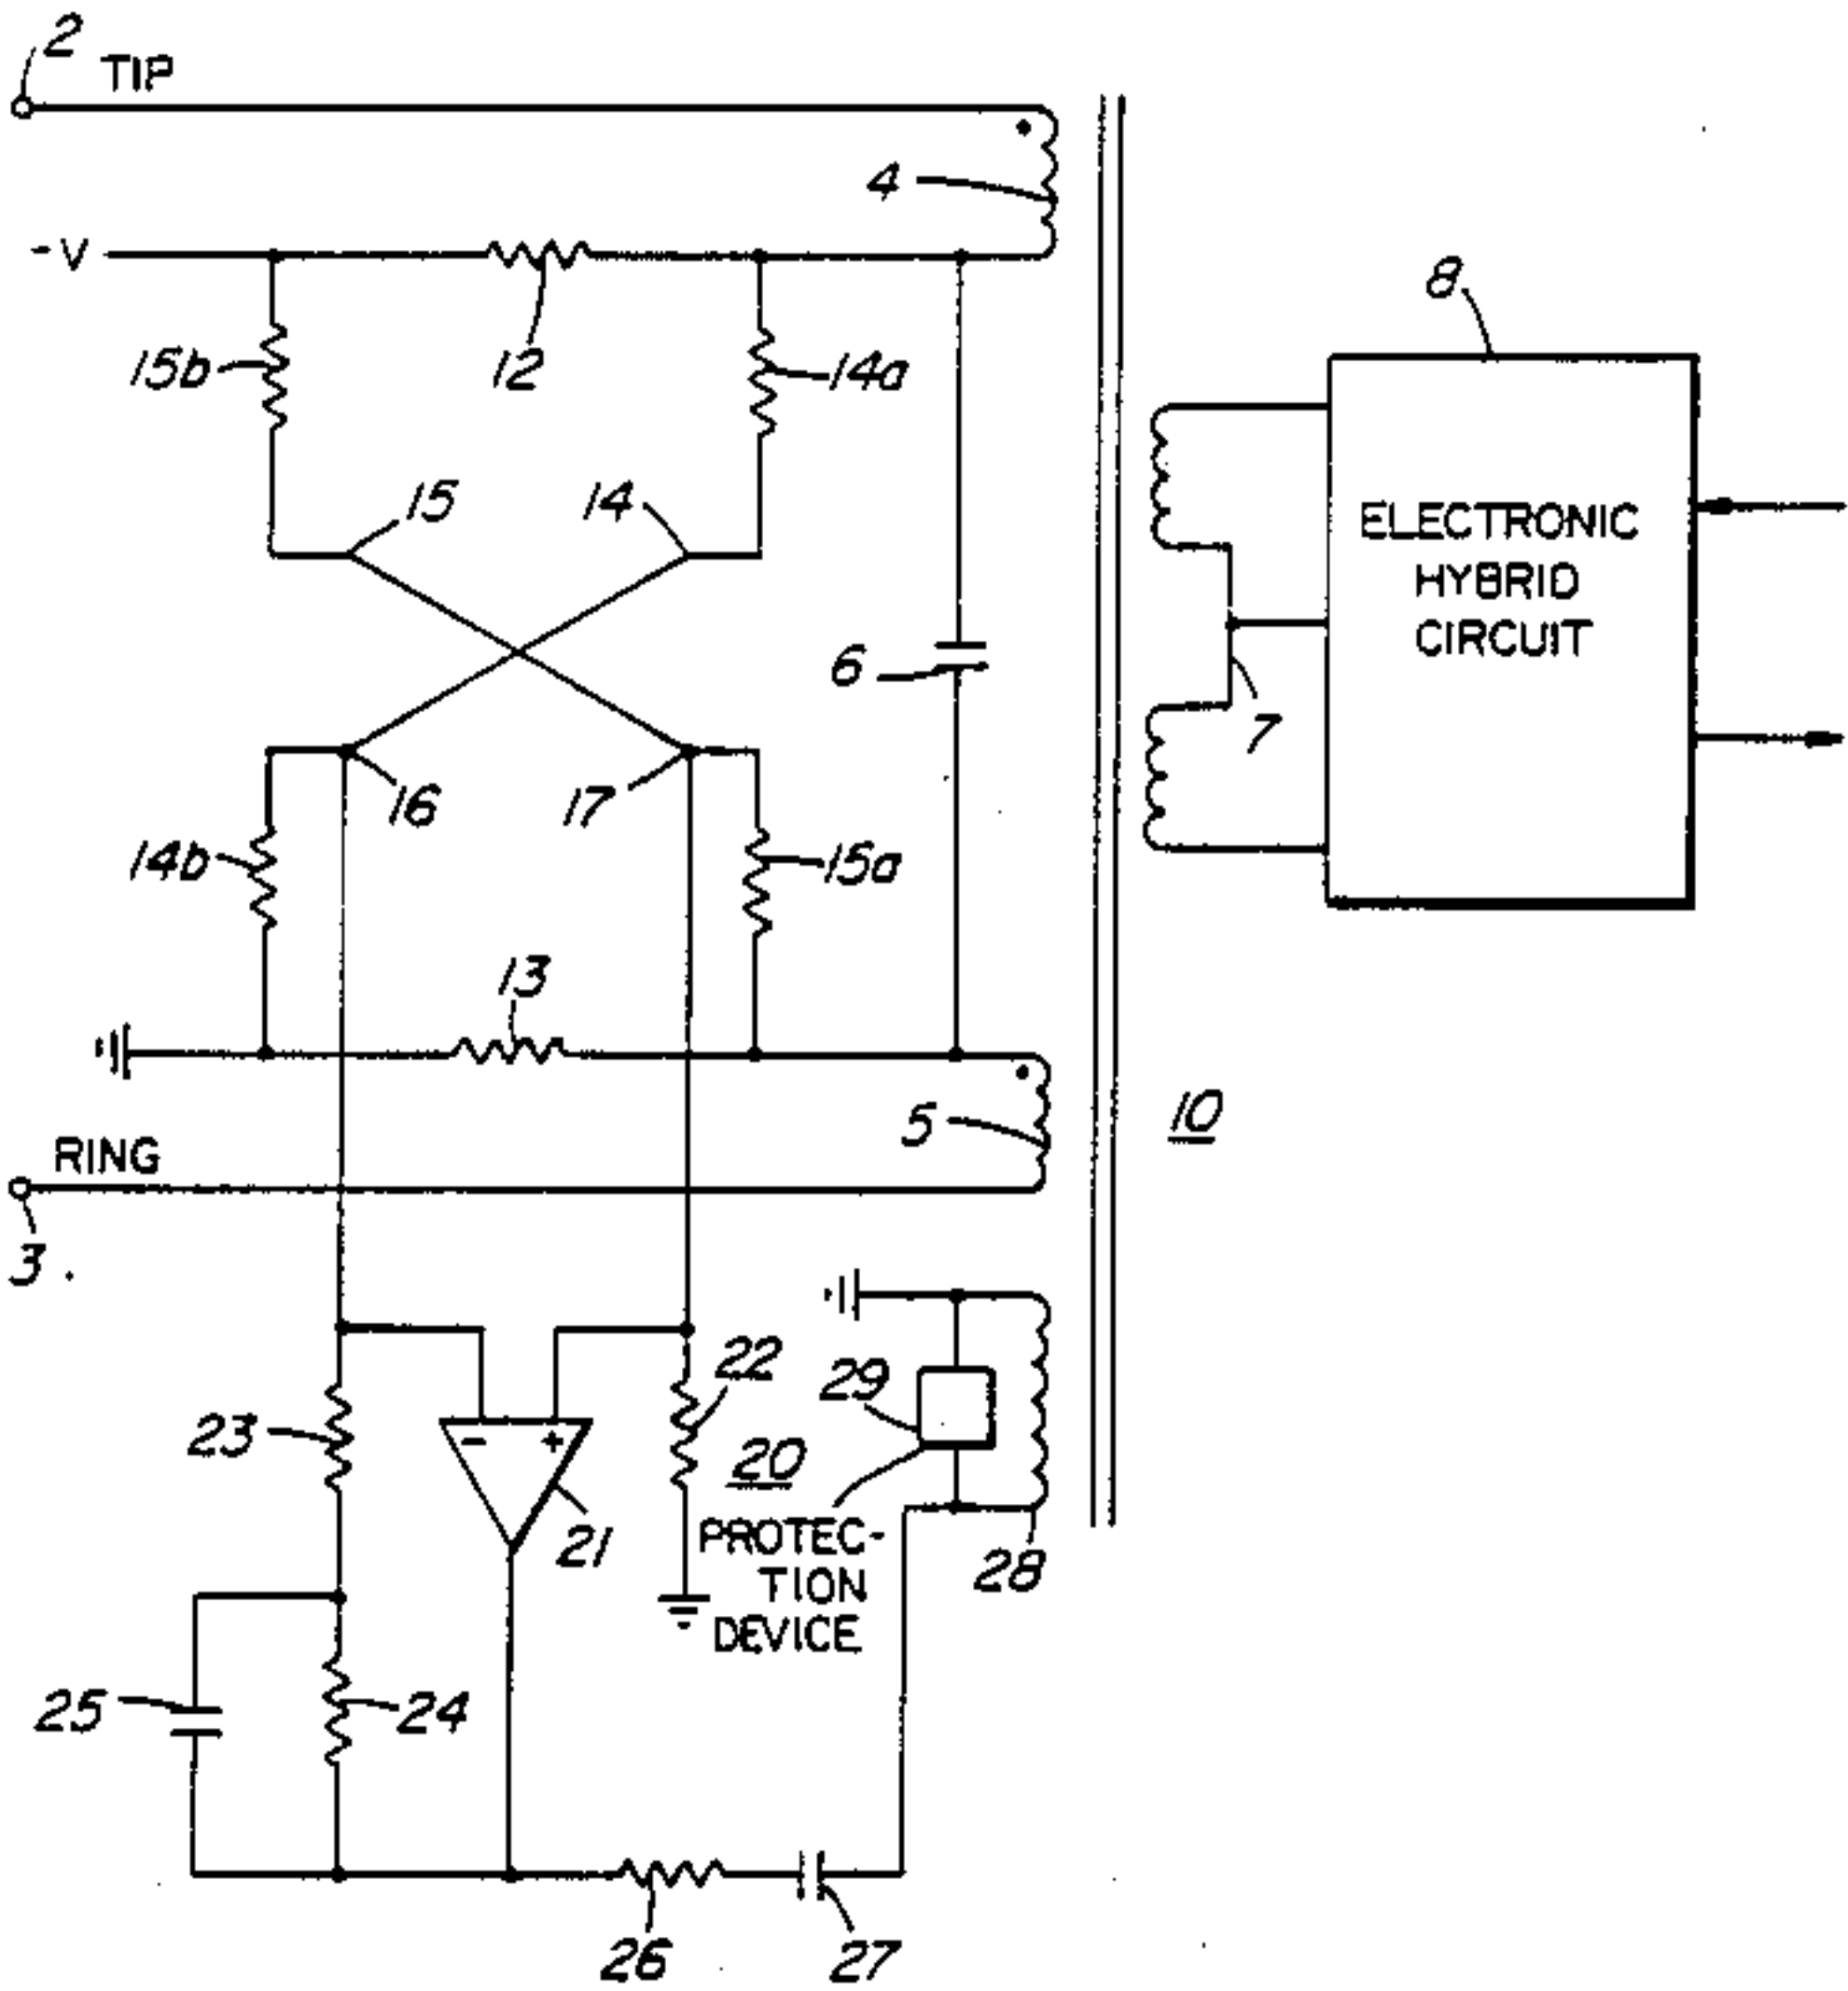 2
TIP
4
-V
8
15b
12
14a
15
14
ELECTRONIC
HYBRID
CIRCUIT
6
7
16
17
14b
15a
13
10
5
RING
3
22
29
23
20
21
PROTEC-
TION
DEVICE
28
- +
25
24
26
27